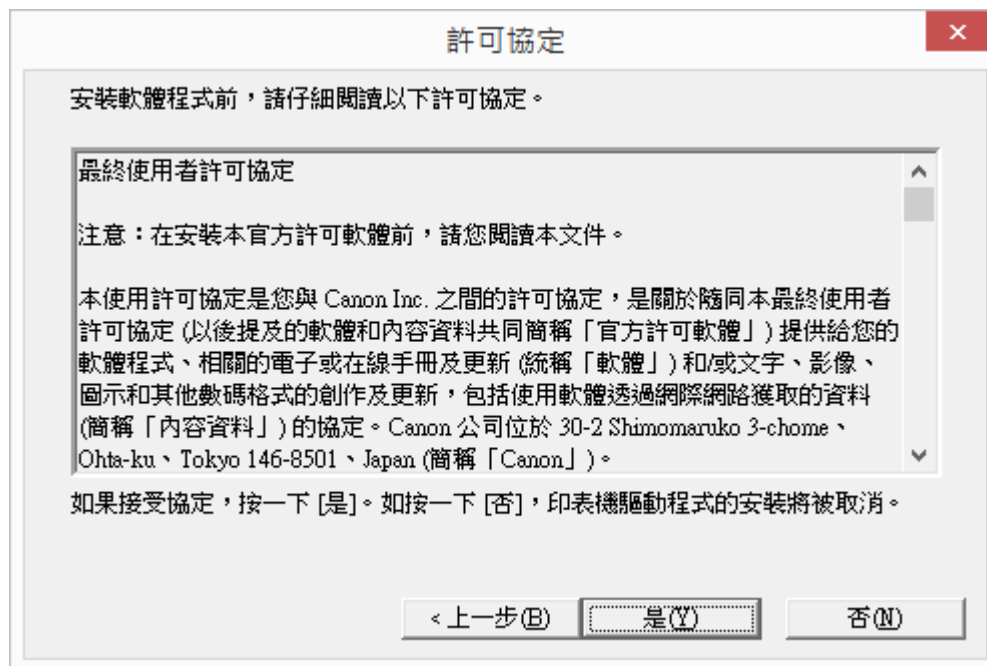 許可協定
安裝軟體程式前，請仔細閱讀以下許可協定。
最終使用者許可協定
注意：在安裝本官方許可軟體前，請您閱讀本文件。
本使用許可協定是您與 Canon Inc. 之間的許可協定，是關於隨同本最終使用者
許可協定 (以後提及的軟體和內容資料共同簡稱「官方許可軟體」) 提供給您的
軟體程式、相關的電子或在線手冊及更新 (統稱「軟體」) 和/或文字、影像、
圖示和其他數碼格式的創作及更新，包括使用軟體透過網際網路獲取的資料
(簡稱「內容資料」) 的協定。Canon 公司位於 30-2 Shimomaruko 3-chome、
Ohta-ku、Tokyo 146-8501、Japan (簡稱「Canon」)。
如果接受協定，按一下 [是]。如按一下 [否]，印表機驅動程式的安裝將被取消。
<上一步(B) 是(Y) 否(N)